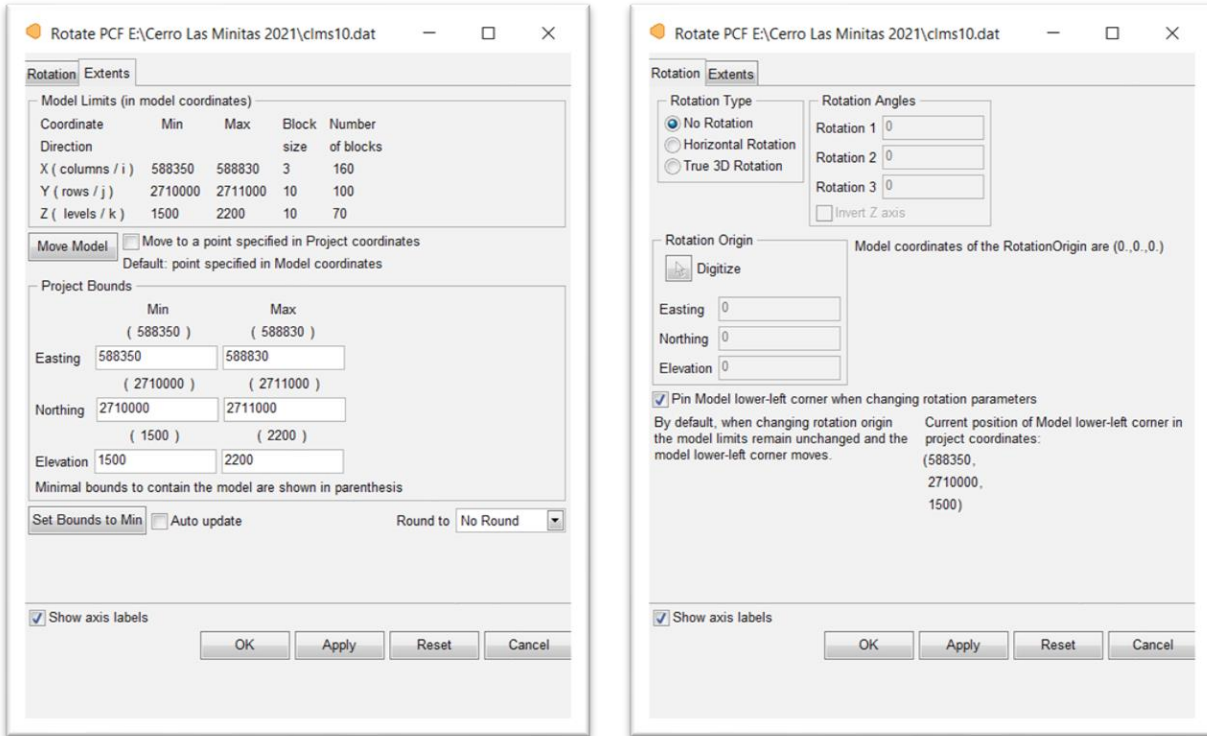 Rotate PCF E:\Cerro Las Minitas 2021\clms10.dat
Rotation Extents
Model Limits (in model coordinates)
Coordinate Min Max Block Number
Direction size of blocks
X ( columns / i ) 588350 588830 3 160
Y ( rows / j ) 2710000 2711000 10 100
Z ( levels / k ) 1500 2200 10 70
Move Model Move to a point specified in Project coordinates
Default: point specified in Model coordinates
Project Bounds
Min Max
( 588350 ) ( 588830 )
Easting 588350 588830
( 2710000 ) ( 2711000 )
Northing 2710000 2711000
( 1500 ) ( 2200 )
Elevation 1500 2200
Minimal bounds to contain the model are shown in parenthesis
Set Bounds to Min Auto update Round to No Round
Show axis labels
OK Apply Reset Cancel
Rotate PCF E:\Cerro Las Minitas 2021\clms10.dat
Rotation Extents
Rotation Type Rotation Angles
No Rotation Rotation 1 0
Horizontal Rotation
True 3D Rotation Rotation 2 0
Rotation 3 0
Invert Z axis
Rotation Origin Model coordinates of the RotationOrigin are (0.,0.,0.)
Digitize
Easting 0
Northing 0
Elevation 0
Pin Model lower-left corner when changing rotation parameters
By default, when changing rotation origin
the model limits remain unchanged and the
model lower-left corner moves.
Current position of Model lower-left corner in
project coordinates:
(588350,
2710000,
1500)
Show axis labels
OK Apply Reset Cancel